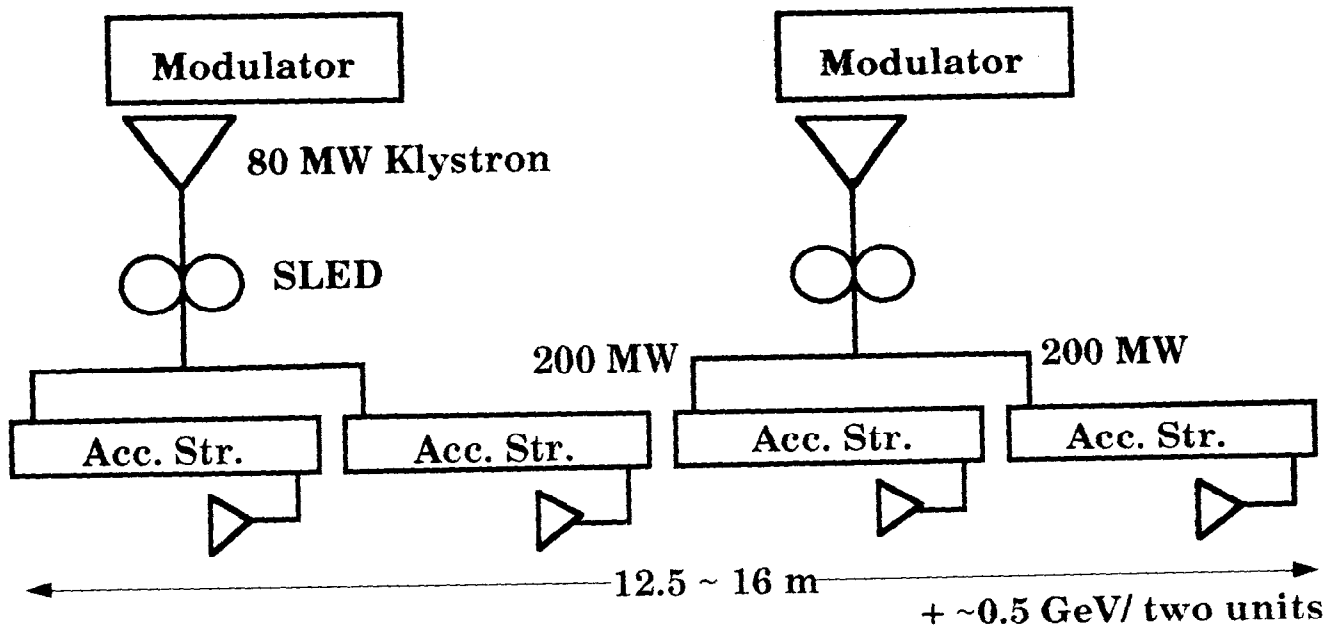 Modulator
Modulator
80 MW Klystron
SLED
200 MW
200 MW
Acc. Str.
Acc. Str.
Acc. Str.
Acc. Str.
12.5 ~ 16 m
+ ~0.5 GeV/ two units